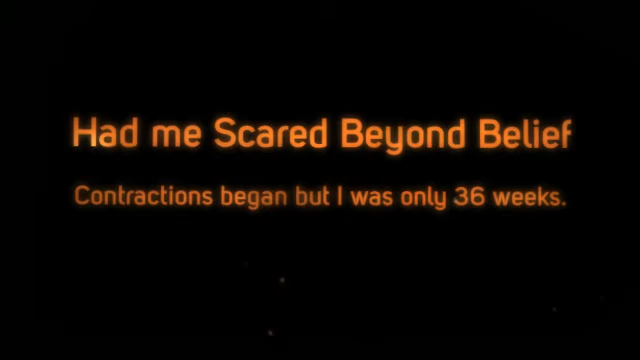 Had me Scared Beyond Belief
Contractions began but I was only 36 weeks.